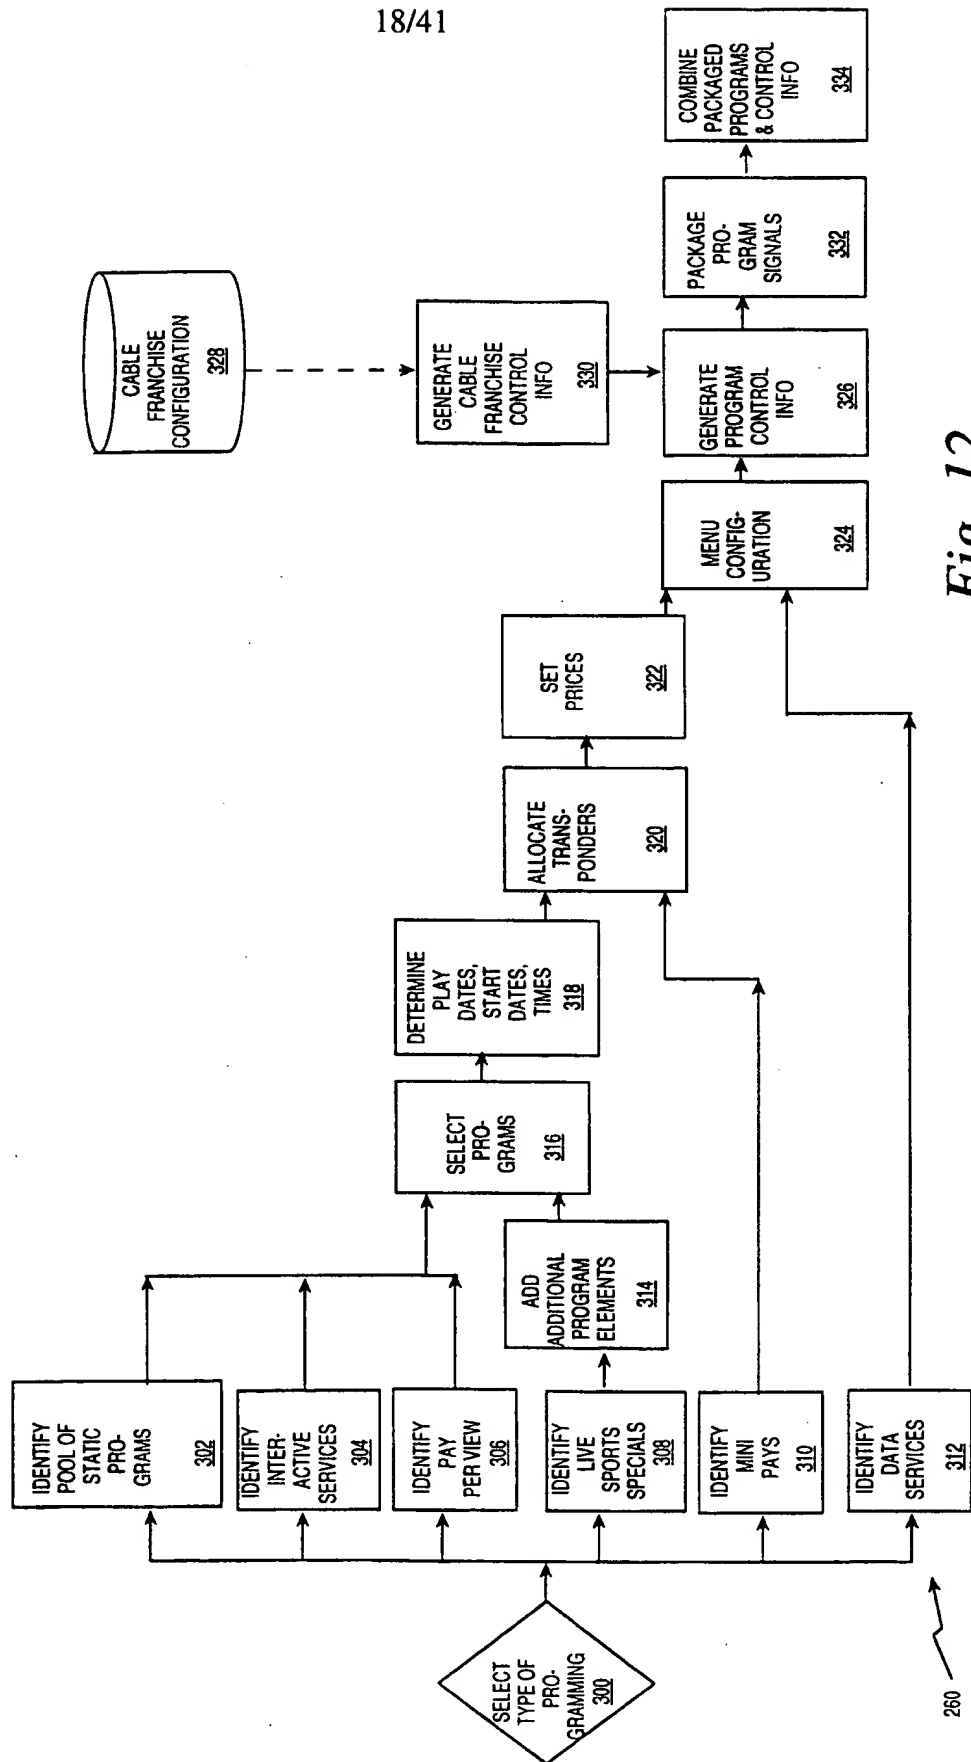 18/41
SELECT
TYPE OF
PRO-
GRAMMING
300
IDENTIFY
POOL OF
STATIC
PRO-
GRAMS
302
IDENTIFY
INTER-
ACTIVE
SERVICES
304
IDENTIFY
PAY
PER VIEW
306
IDENTIFY
LIVE
SPORTS
SPECIALS
308
IDENTIFY
MINI
PAYS
310
IDENTIFY
DATA
SERVICES
312
ADD
ADDITIONAL
PROGRAM
ELEMENTS
314
SELECT
PRO-
GRAMS
316
DETERMINE
PLAY
DATES,
START
DATES,
TIMES
318
ALLOCATE
TRANS-
PONDERS
320
SET
PRICES
322
MENU
CONFIG-
URATION
324
GENERATE
PROGRAM
CONTROL
INFO
326
CABLE
FRANCHISE
CONFIGURATION
328
GENERATE
CABLE
FRANCHISE
CONTROL
INFO
330
PACKAGE
PRO-
GRAM
SIGNALS
332
COMBINE
PACKAGED
PROGRAMS
& CONTROL
INFO
334
260
Fig. 12